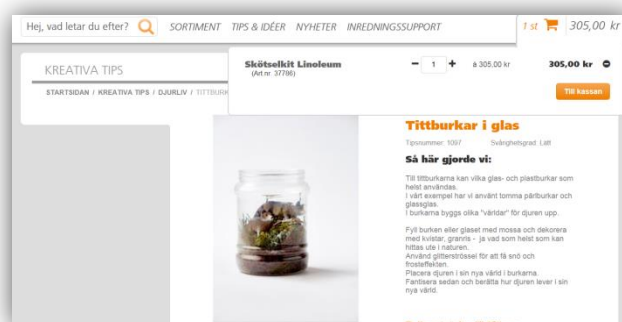 Hej, vad letar du efter? SORTIMENT TIPS & IDÉER NYHETER INREDNINGSSUPPORT 1 st 305,00 kr
Skötselkit Linoleum − 1 + à 305,00 kr 305,00 kr
(Art nr 37796)
Till kassan
KREATIVA TIPS
STARTSIDAN / KREATIVA TIPS / DJURLIV /
Tittburkar i glas
Tipsnummer: 1097 Svårighetsgrad: Lätt
Så här gjorde vi:
Till tittburkarna kan vilka glas- och plastburkar som
helst användas.
I vårt exempel har vi använt tomma pärlburkar och
glassglas.
I burkarna byggs olika "världar" för djuren upp.
Fyll burken eller glaset med mossa och dekorera
med kvistar, granris - ja vad som helst som kan
hittas ute i naturen.
Använd glitterströssel för att få snö och
frosteffekten.
Placera djuren i sin nya värld i burkarna.
Fantisera sedan och berätta hur djuren lever i sin
nya värld.